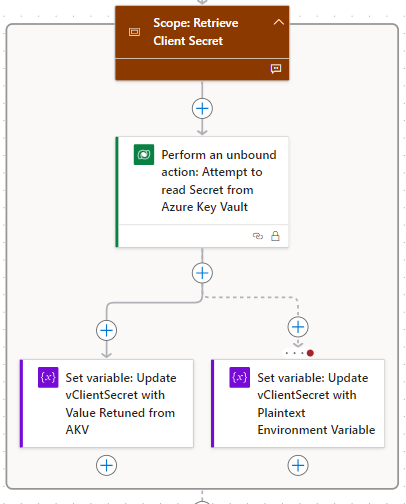 Scope: Retrieve
Client Secret
Perform an unbound
action: Attempt to
read Secret from
Azure Key Vault
{x}
Set variable: Update
vClientSecret with
Value Retuned from
AKV
{x}
Set variable: Update
vClientSecret with
Plaintext
Environment Variable